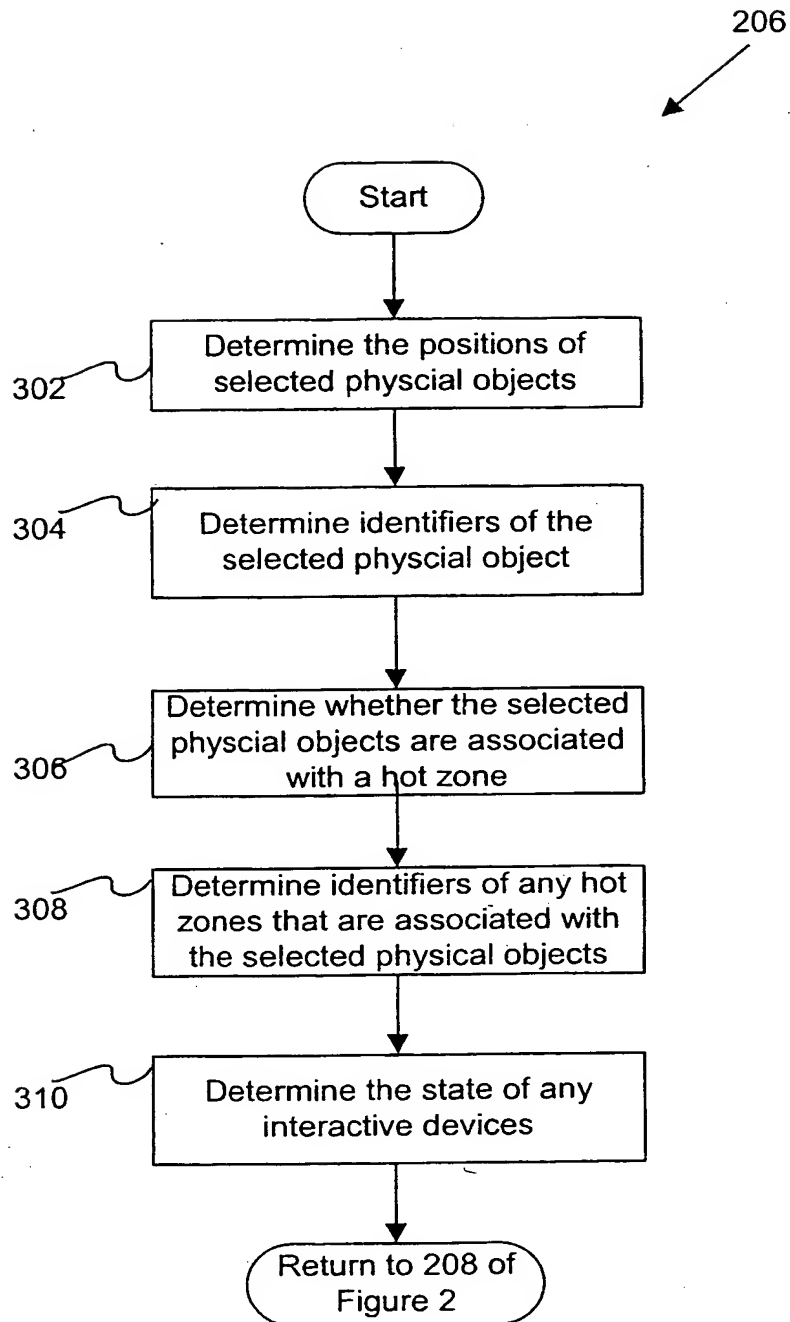 206
Start
302
Determine the positions of
selected physcial objects
304
Determine identifiers of the
selected physcial object
306
Determine whether the selected
physcial objects are associated
with a hot zone
308
Determine identifiers of any hot
zones that are associated with
the selected physical objects
310
Determine the state of any
interactive devices
Return to 208 of
Figure 2